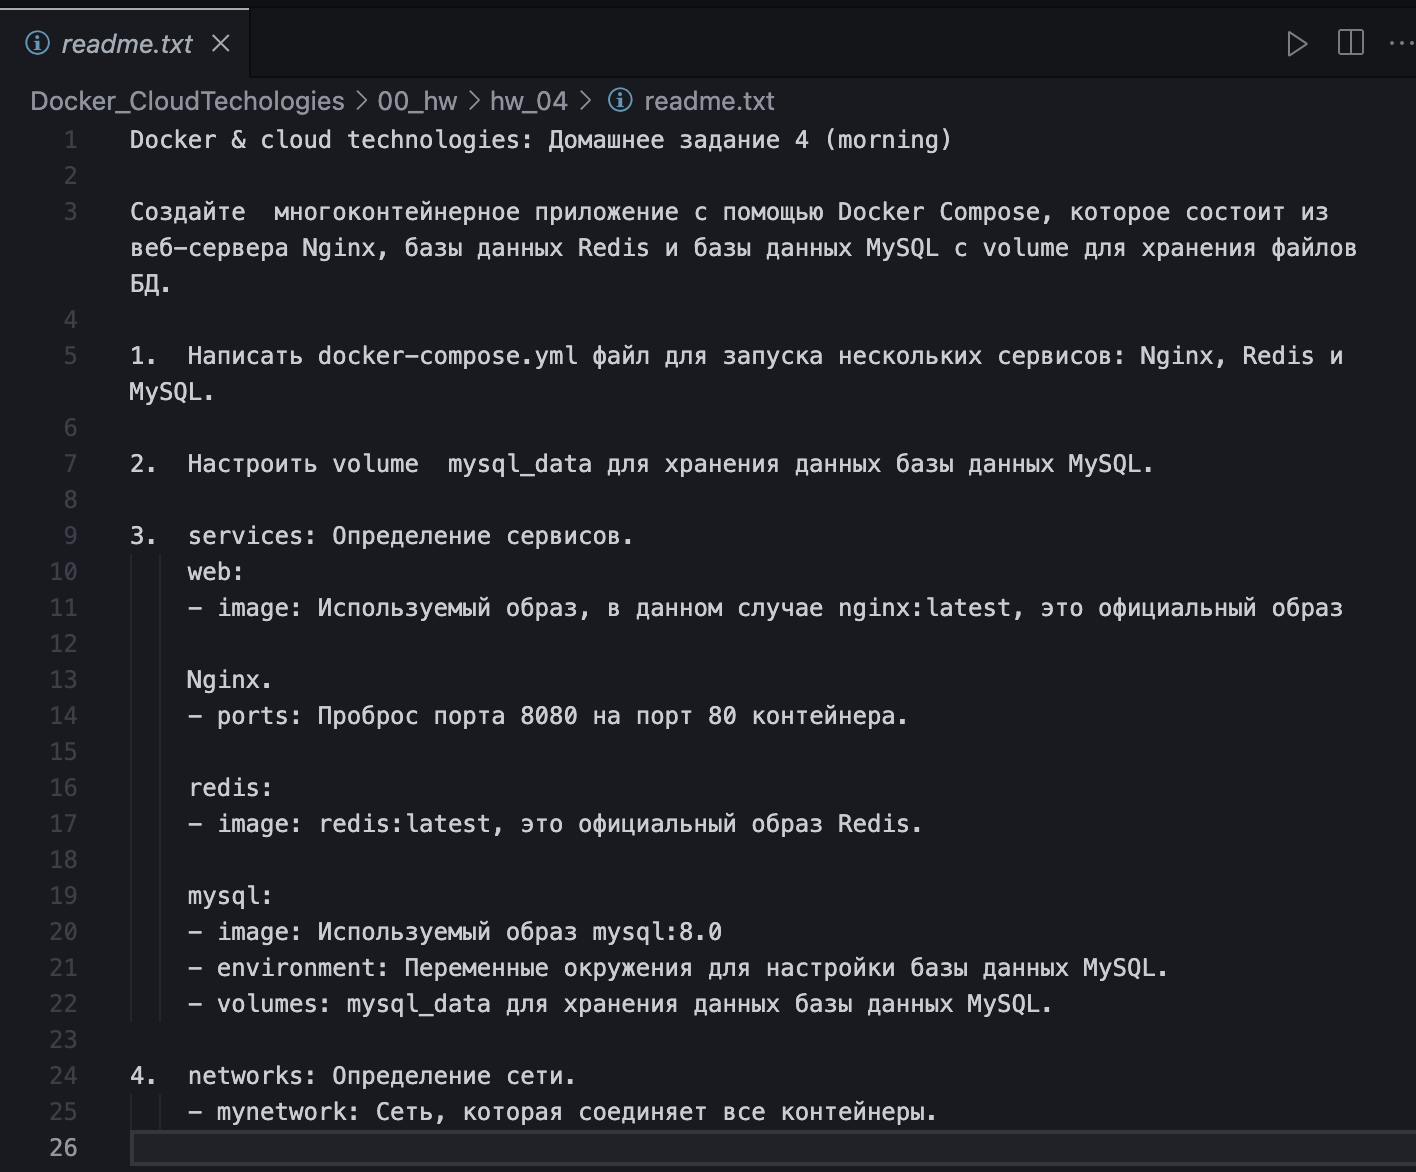 readme.txt
Docker_CloudTechologies > 00_hw > hw_04 > readme.txt
1 Docker & cloud technologies: Домашнее задание 4 (morning)
2
3 Создайте  многоконтейнерное приложение с помощью Docker Compose, которое состоит из
веб-сервера Nginx, базы данных Redis и базы данных MySQL с volume для хранения файлов
БД.
4
5 1.  Написать docker-compose.yml файл для запуска нескольких сервисов: Nginx, Redis и
MySQL.
6
7 2.  Настроить volume  mysql_data для хранения данных базы данных MySQL.
8
9 3.  services: Определение сервисов.
10 web:
11 - image: Используемый образ, в данном случае nginx:latest, это официальный образ
12
13 Nginx.
14 - ports: Проброс порта 8080 на порт 80 контейнера.
15
16 redis:
17 - image: redis:latest, это официальный образ Redis.
18
19 mysql:
20 - image: Используемый образ mysql:8.0
21 - environment: Переменные окружения для настройки базы данных MySQL.
22 - volumes: mysql_data для хранения данных базы данных MySQL.
23
24 4.  networks: Определение сети.
25 - mynetwork: Сеть, которая соединяет все контейнеры.
26